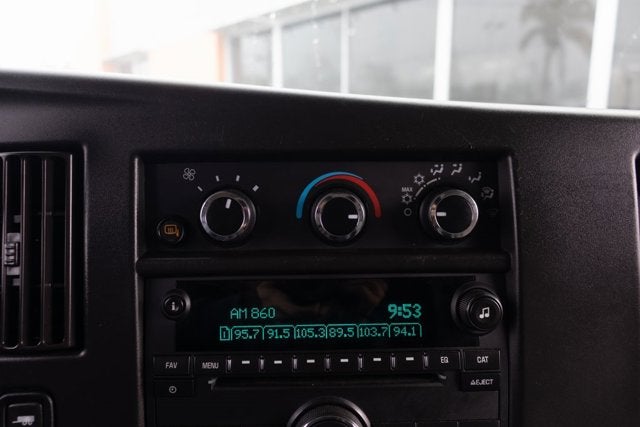 MAX
AM 860 9:53
1 95.7 91.5 105.3 89.5 103.7 94.1
FAV MENU EQ CAT
EJECT